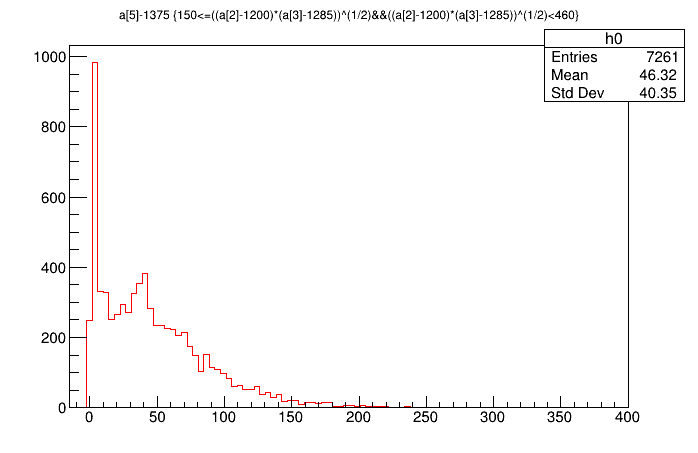 a[5]-1375 {150<=((a[2]-1200)*(a[3]-1285))^(1/2)&&((a[2]-1200)*(a[3]-1285))^(1/2)<460}
h0
Entries 7261
Mean 46.32
Std Dev 40.35
1000
800
600
400
200
0
0 50 100 150 200 250 300 350 400